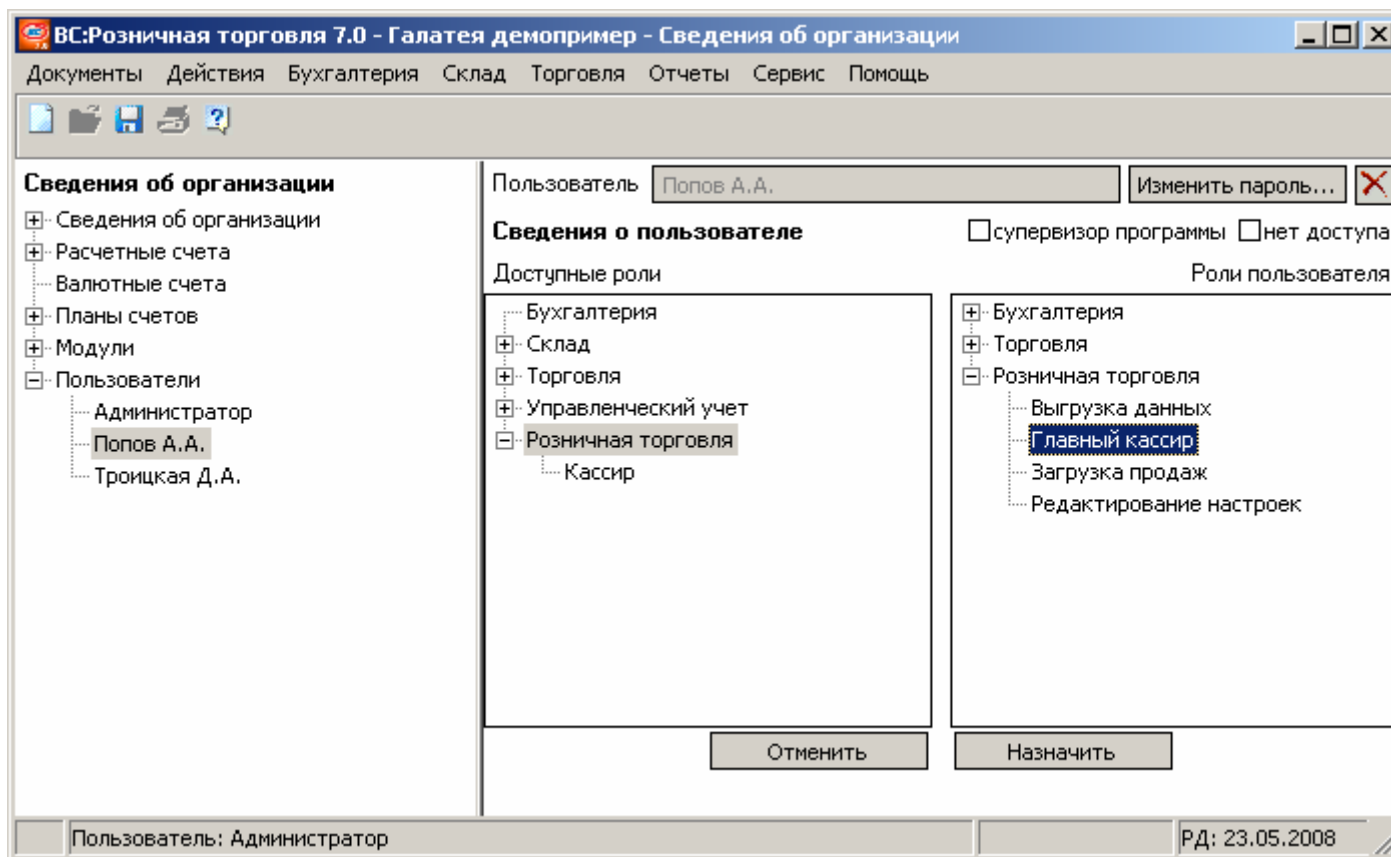 ВС:Розничная торговля 7.0 - Галатея демопример - Сведения об организации
Документы Действия Бухгалтерия Склад Торговля Отчеты Сервис Помощь
Сведения об организации
Сведения об организации
Расчетные счета
Валютные счета
Планы счетов
Модули
Пользователи
Администратор
Попов А.А.
Троицкая Д.А.
Пользователь Попов А.А. Изменить пароль...
Сведения о пользователе супервизор программы нет доступа
Доступные роли Роли пользователя
Бухгалтерия
Склад
Торговля
Управленческий учет
Розничная торговля
Кассир
Бухгалтерия
Торговля
Розничная торговля
Выгрузка данных
Главный кассир
Загрузка продаж
Редактирование настроек
Отменить Назначить
Пользователь: Администратор РД: 23.05.2008